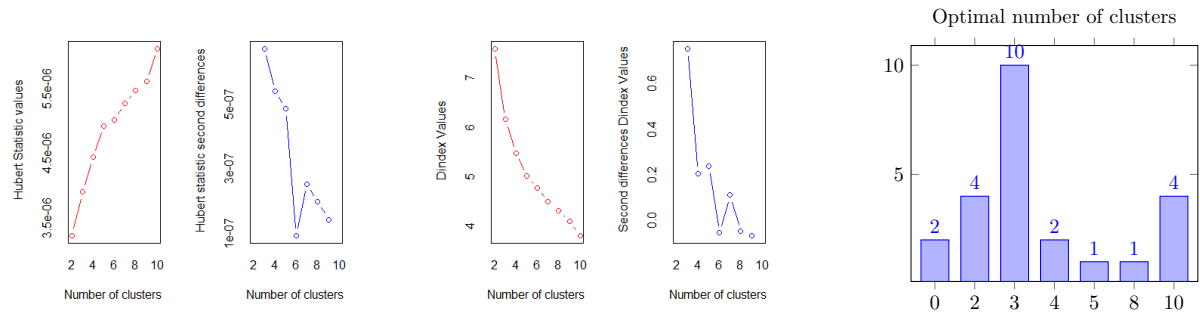 Hubert Statistic values
3.5e-06 4.5e-06 5.5e-06
2 4 6 8 10
Number of clusters
Hubert statistic second differences
1e-07 3e-07 5e-07
2 4 6 8 10
Number of clusters
Dindex Values
4 5 6 7
2 4 6 8 10
Number of clusters
Second differences Dindex Values
0.0 0.2 0.4 0.6
2 4 6 8 10
Number of clusters
Optimal number of clusters
10
5
2 4 10 2 1 1 4
0 2 3 4 5 8 10